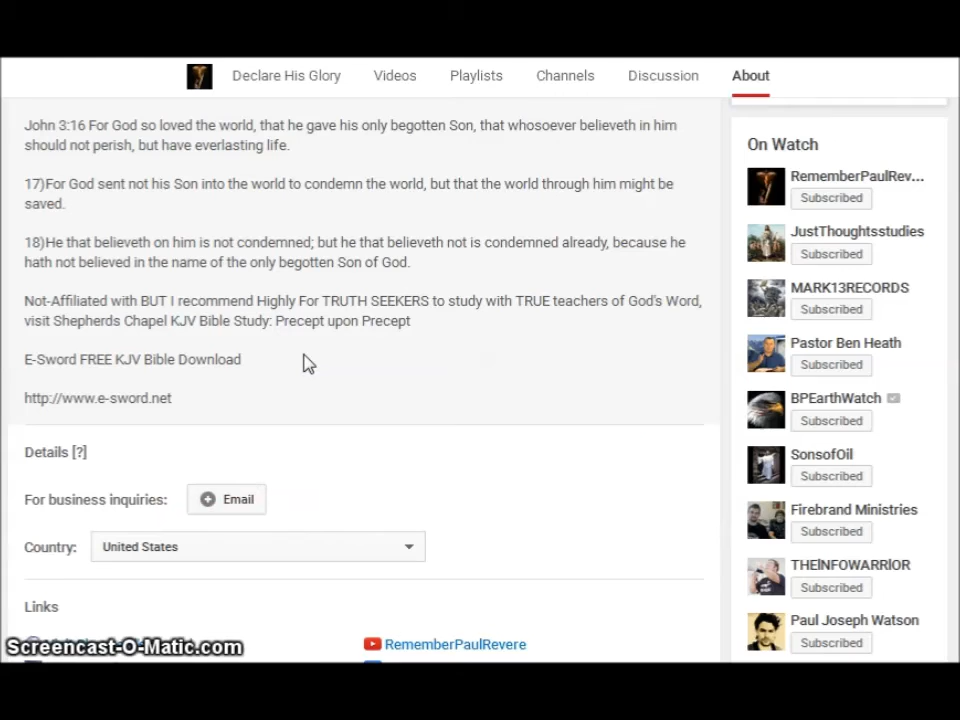 Declare His Glory Videos Playlists Channels Discussion About
John 3:16 For God so loved the world, that he gave his only begotten Son, that whosoever believeth in him
should not perish, but have everlasting life.
17)For God sent not his Son into the world to condemn the world, but that the world through him might be
saved.
18)He that believeth on him is not condemned; but he that believeth not is condemned already, because he
hath not believed in the name of the only begotten Son of God.
Not-Affiliated with BUT I recommend Highly For TRUTH SEEKERS to study with TRUE teachers of God's Word,
visit Shepherds Chapel KJV Bible Study: Precept upon Precept
E-Sword FREE KJV Bible Download
http://www.e-sword.net
Details [?]
For business inquiries: Email
Country: United States
Links
RememberPaulRevere
Screencast-O-Matic.com
On Watch
RememberPaulRev...
Subscribed
JustThoughtsstudies
Subscribed
MARK13RECORDS
Subscribed
Pastor Ben Heath
Subscribed
BPEarthWatch
Subscribed
SonsofOil
Subscribed
Firebrand Ministries
Subscribed
THElNFOWARRlOR
Subscribed
Paul Joseph Watson
Subscribed